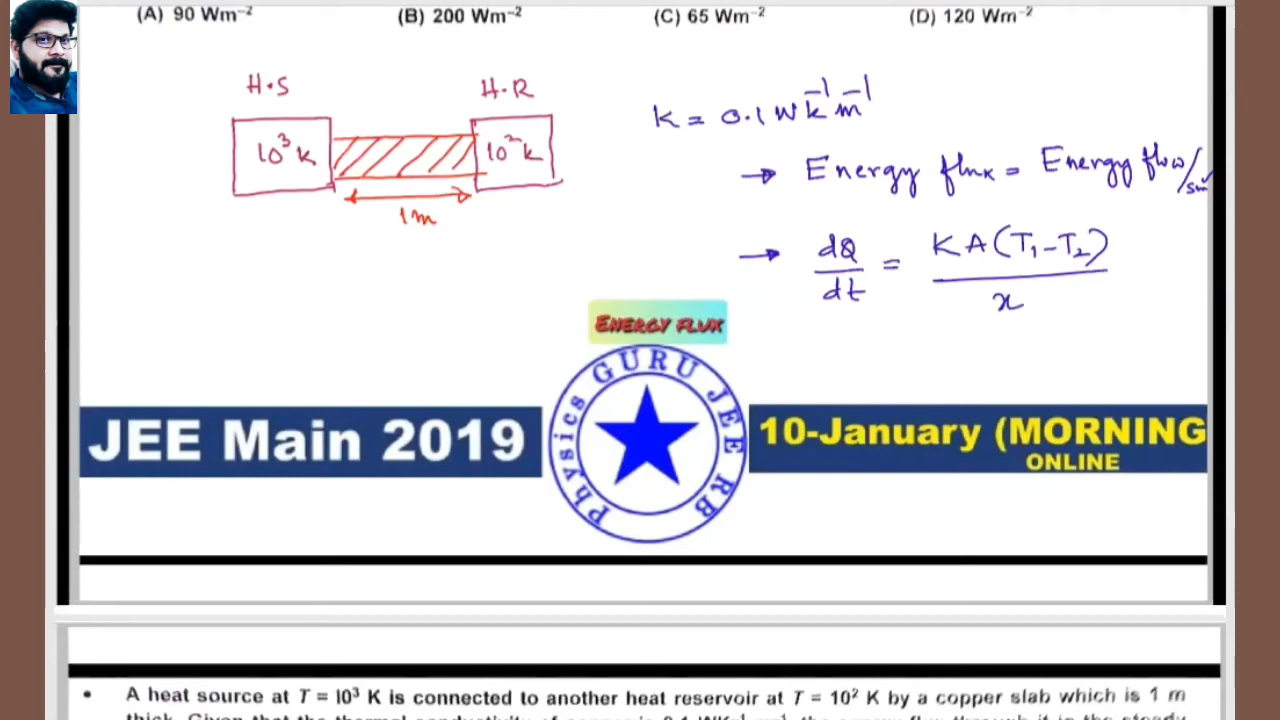 (A) 90 Wm⁻² (B) 200 Wm⁻² (C) 65 Wm⁻² (D) 120 Wm⁻²
H.S H.R
10³ K 10² K
1m
K = 0.1 W k⁻¹ m⁻¹
→ Energy flux = Energy flow/
→ dQ/dt = KA(T₁-T₂)/x
ENERGY FLUX
Physics GURU JEE RB
JEE Main 2019
10-January (MORNING
ONLINE
• A heat source at T = 10³ K is connected to another heat reservoir at T = 10² K by a copper slab which is 1 m